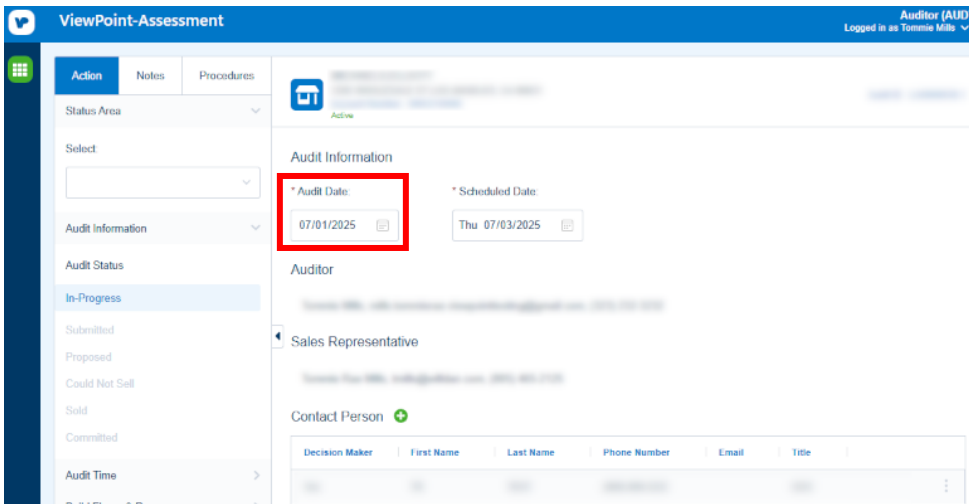 ViewPoint-Assessment
Auditor (AUD
Logged in as Tommie Mills
Action Notes Procedures
Status Area
Select:
Audit Information
Audit Status
In-Progress
Submitted
Proposed
Could Not Sell
Sold
Committed
Audit Time
Active
Audit Information
* Audit Date: * Scheduled Date:
07/01/2025 Thu 07/03/2025
Auditor
Sales Representative
Contact Person
Decision Maker First Name Last Name Phone Number Email Title